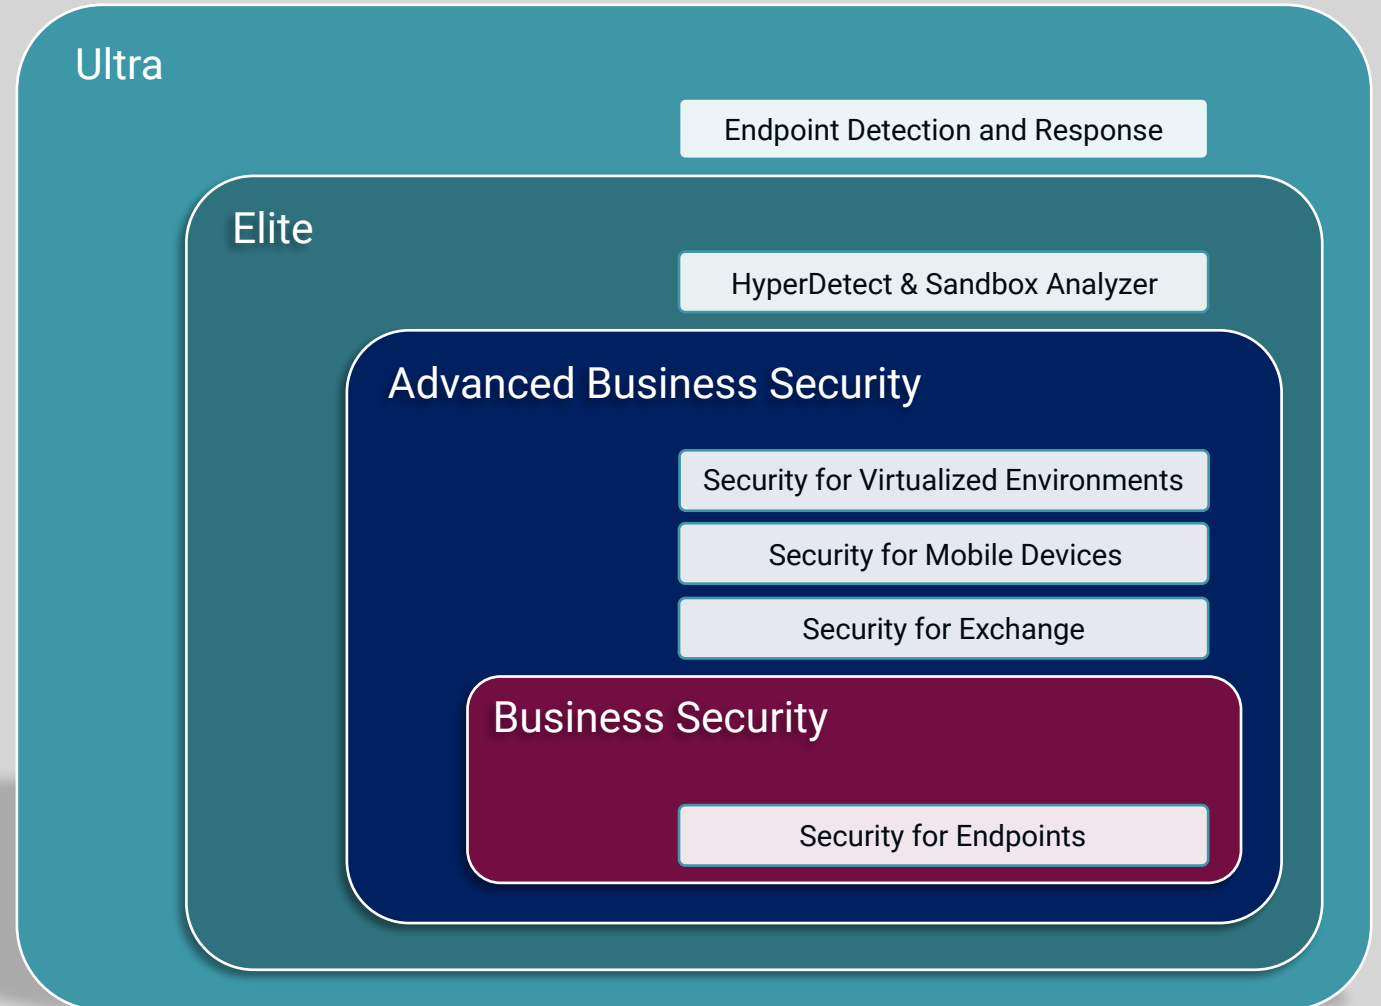 Ultra
Endpoint Detection and Response
Elite
HyperDetect & Sandbox Analyzer
Advanced Business Security
Security for Virtualized Environments
Security for Mobile Devices
Security for Exchange
Business Security
Security for Endpoints